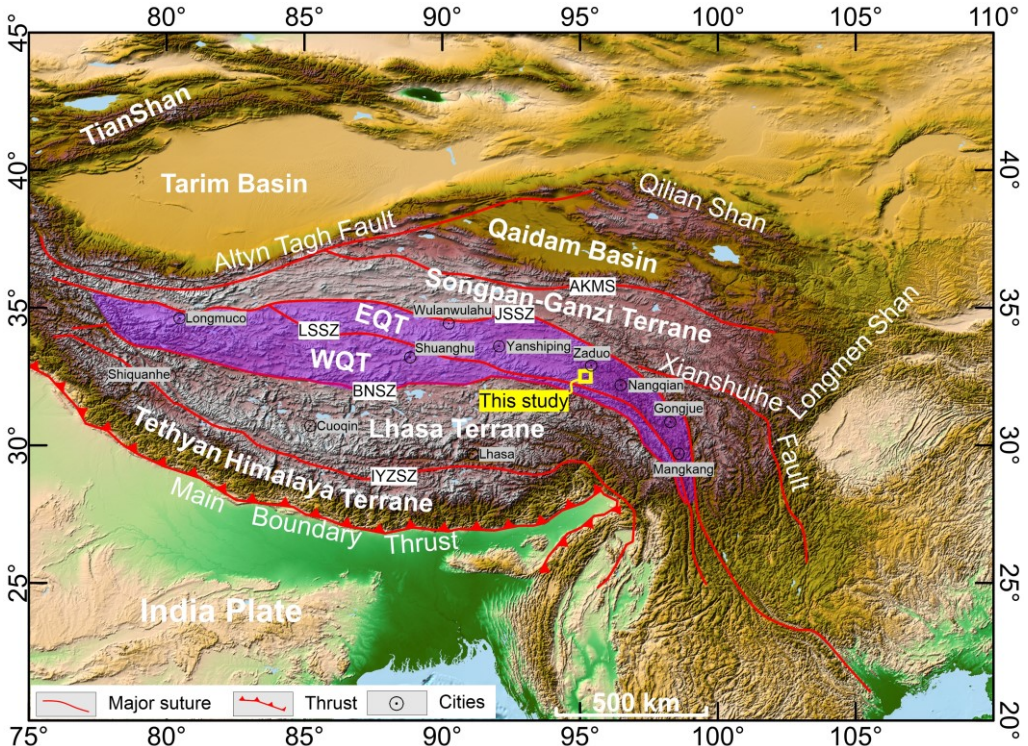 80° 85° 90° 95° 100° 105° 110°
45°
TianShan
40°
40°
Tarim Basin
Qilian Shan
Altyn Tagh Fault
Qaidam Basin
AKMS
Songpan-Ganzi Terrane
35°
35°
Longmuco
EQT
Wulanwulahu
JSSZ
LSSZ
Shuanghu
Yanshiping
Zaduo
WQT
Xianshuihe
Fault
Longmen Shan
Shiquanhe
BNSZ
This study
Nangqian
Gongjue
Cuoqin
Lhasa Terrane
Lhasa
30°
30°
Mangkang
IYZSZ
Tethyan Himalaya Terrane
Main Boundary Thrust
25°
25°
India Plate
Major suture
Thrust
Cities
500 km
20°
75° 80° 85° 90° 95° 100° 105° 110°